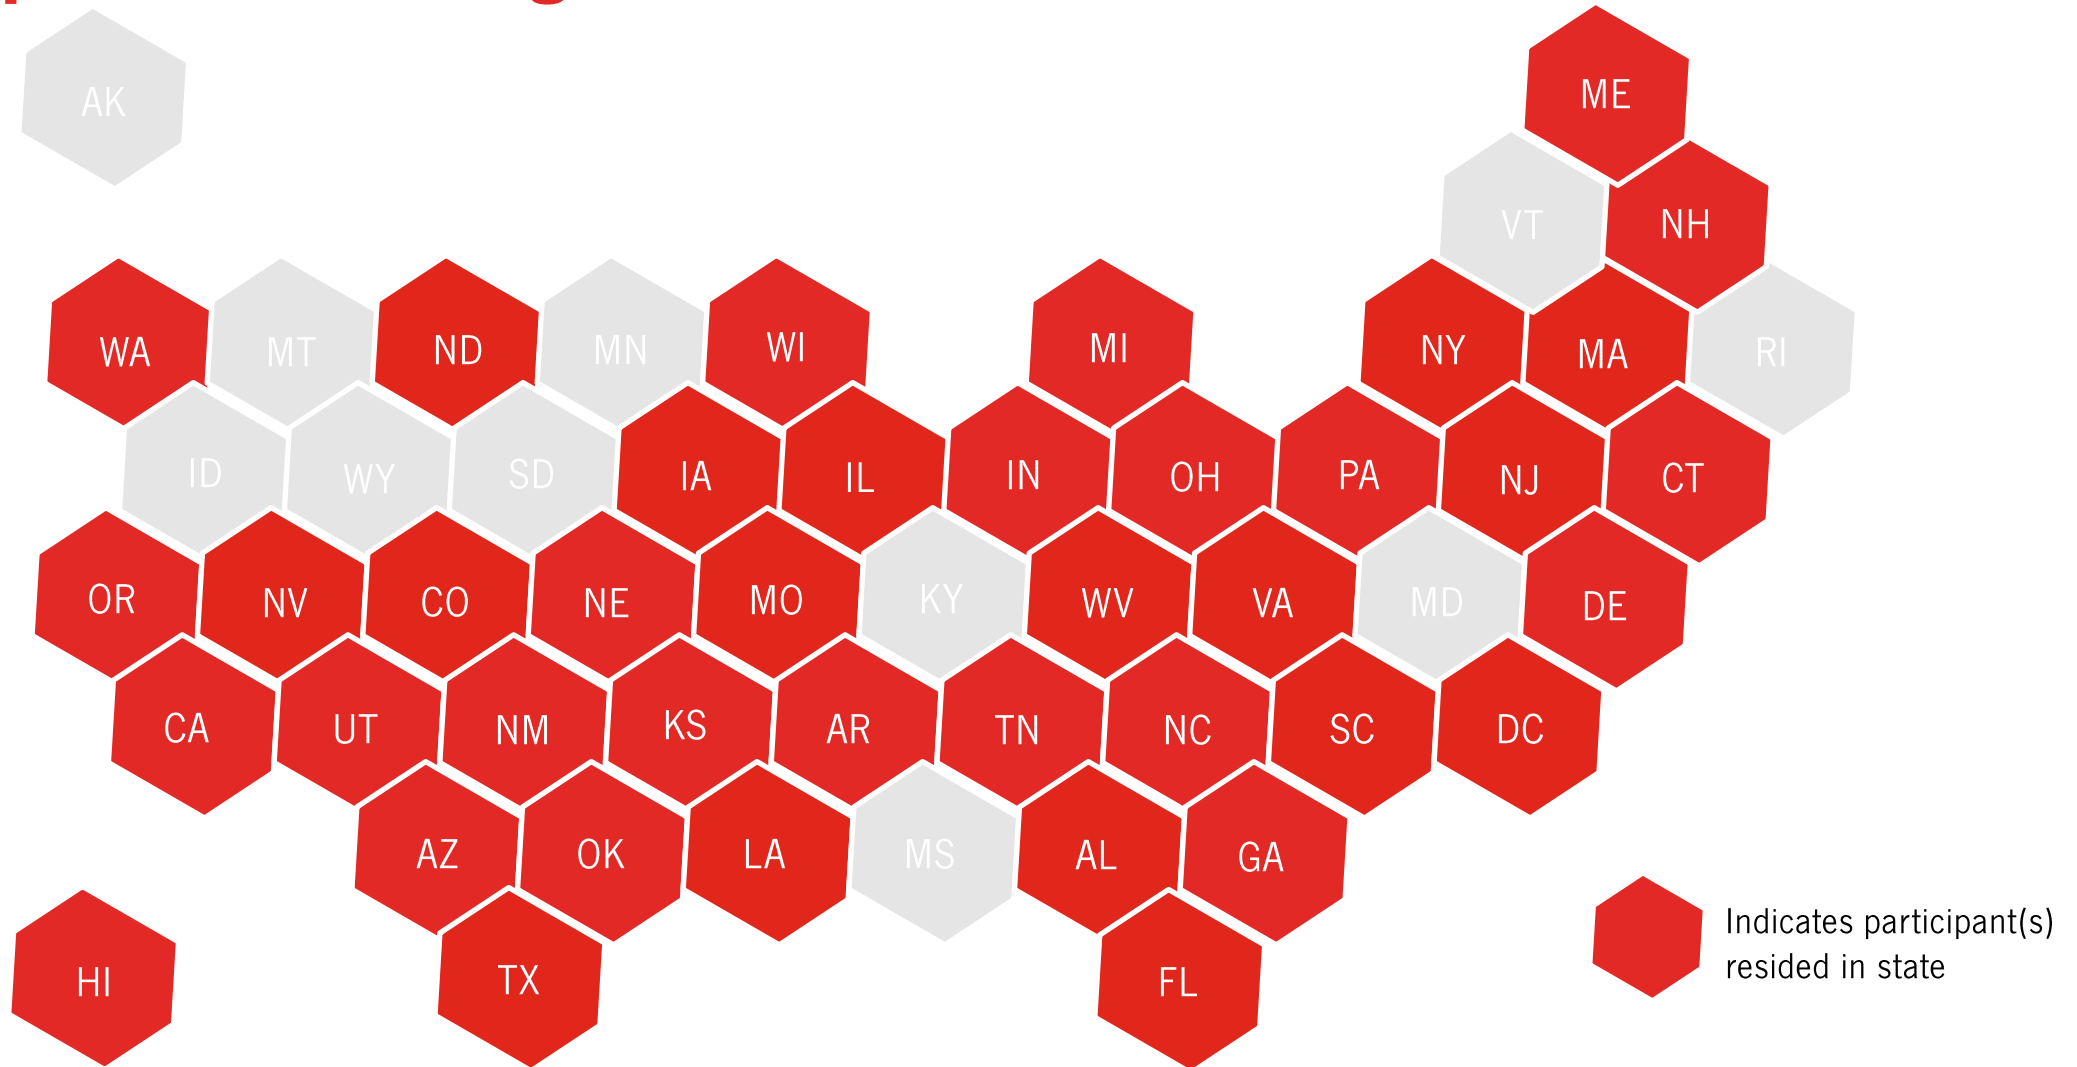 AK
ME
VT
NH
WA
MT
ND
MN
WI
MI
NY
MA
RI
ID
WY
SD
IA
IL
IN
OH
PA
NJ
CT
OR
NV
CO
NE
MO
KY
WV
VA
MD
DE
CA
UT
NM
KS
AR
TN
NC
SC
DC
AZ
OK
LA
MS
AL
GA
HI
TX
FL
Indicates participant(s)
resided in state